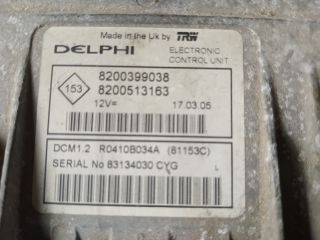 Made in the Uk by TRW
DELPHI ELECTRONIC
CONTROL UNIT
8200399038
153 8200513163
12V= 17.03.05
DCM1.2 R0410B034A (81153C)
SERIAL No 83134030 CYG L